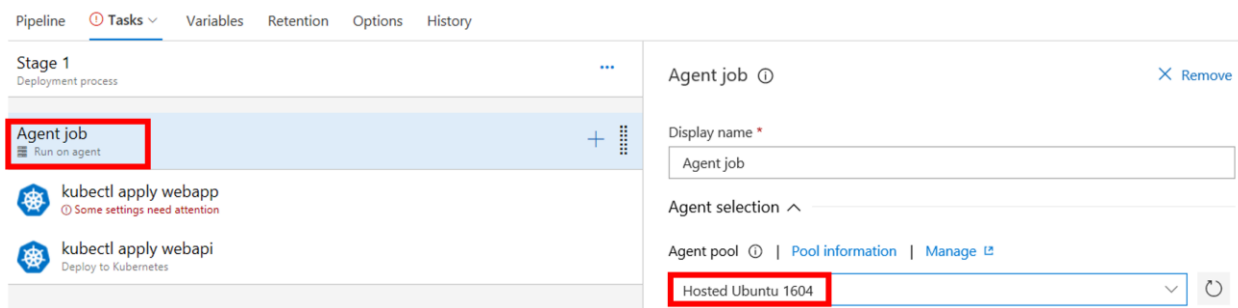 Pipeline Tasks Variables Retention Options History
Stage 1
Deployment process
Agent job
Run on agent
kubectl apply webapp
Some settings need attention
kubectl apply webapi
Deploy to Kubernetes
Agent job
Remove
Display name *
Agent job
Agent selection
Agent pool | Pool information | Manage
Hosted Ubuntu 1604